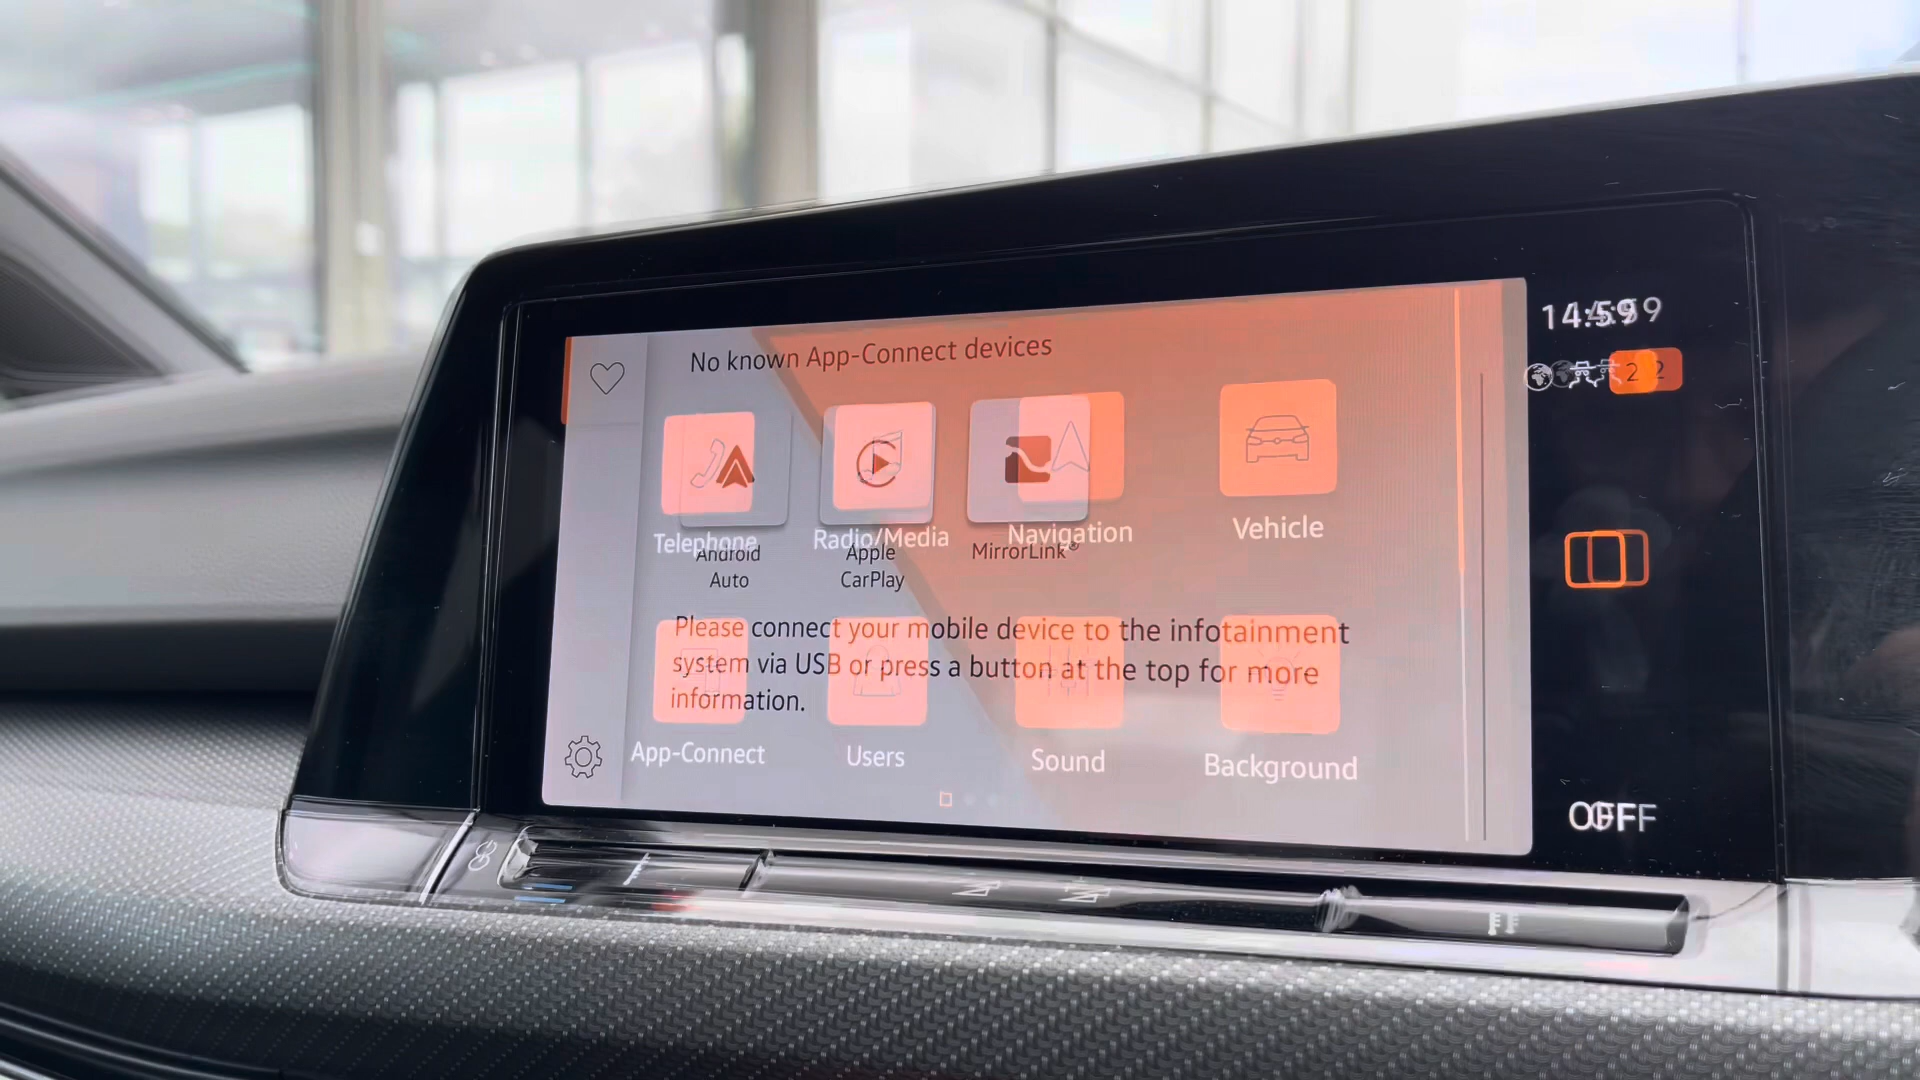 No known App-Connect devices
14:59
2
Telephone
Radio/Media
Navigation
Vehicle
Android
Auto
Apple
CarPlay
MirrorLink®
Please connect your mobile device to the infotainment
system via USB or press a button at the top for more
information.
App-Connect
Users
Sound
Background
OFF